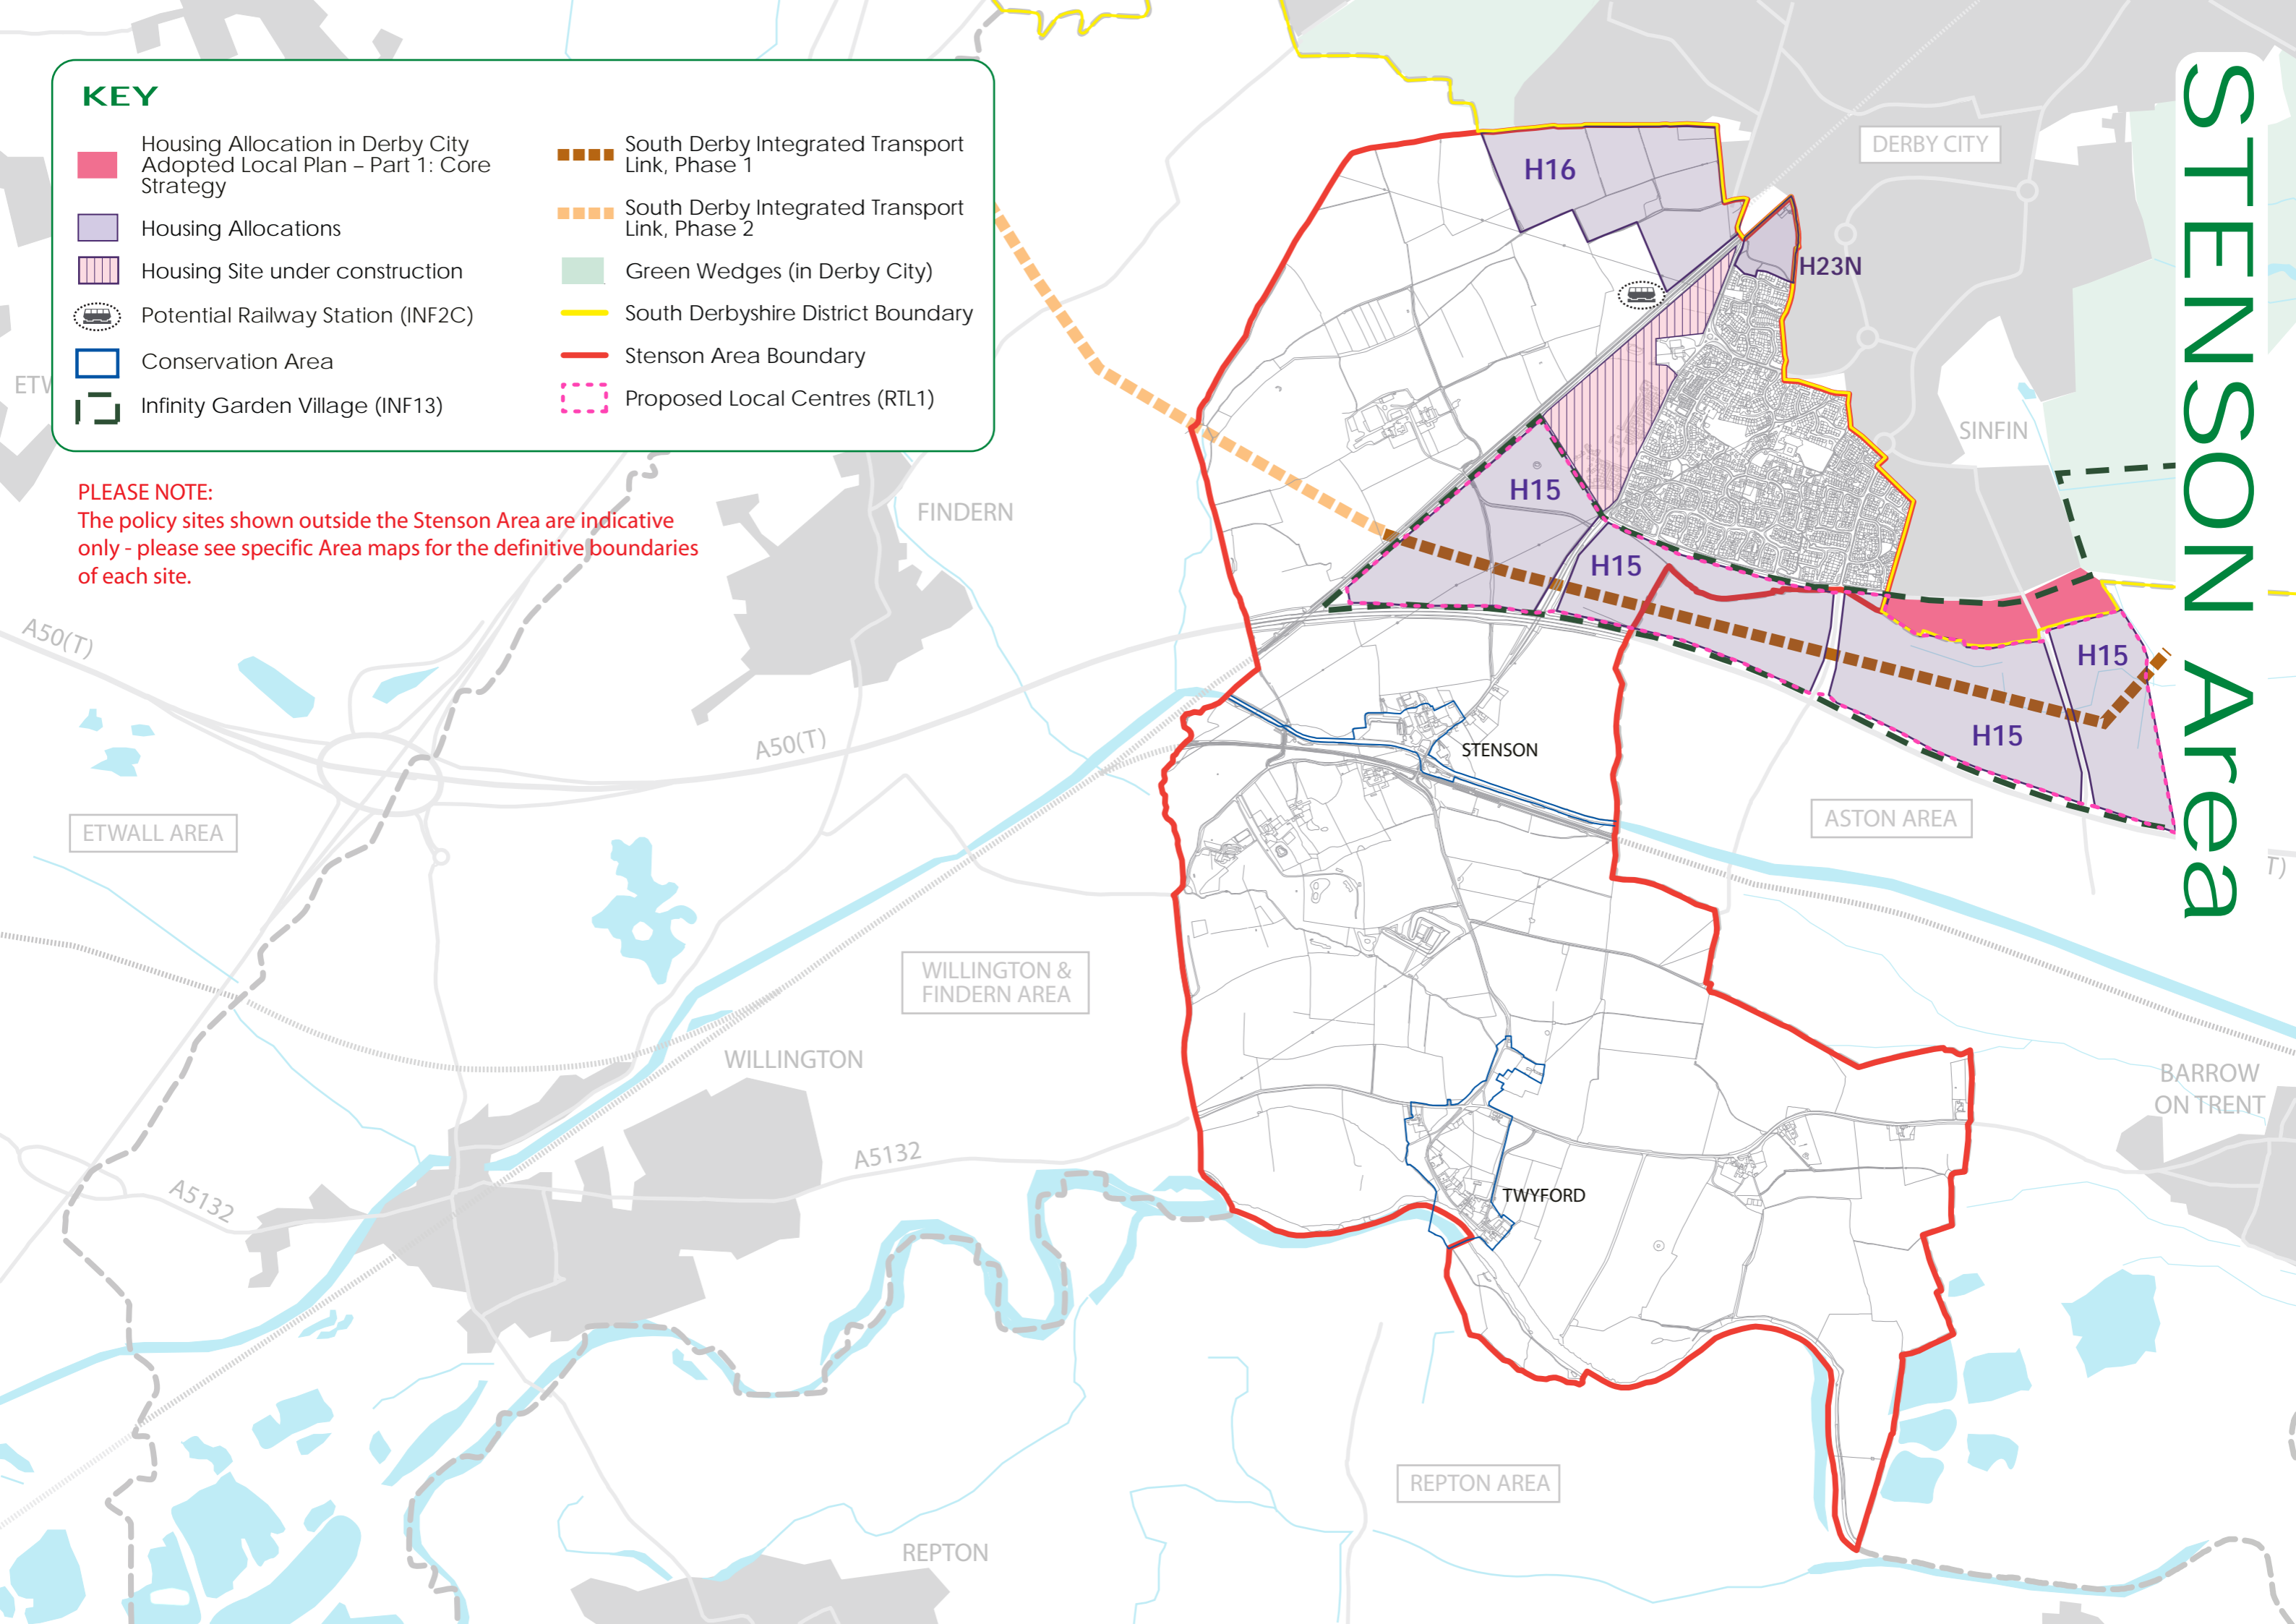 KEY
Housing Allocation in Derby City
Adopted Local Plan – Part 1: Core
Strategy
Housing Allocations
Housing Site under construction
Potential Railway Station (INF2C)
Conservation Area
Infinity Garden Village (INF13)
South Derby Integrated Transport
Link, Phase 1
South Derby Integrated Transport
Link, Phase 2
Green Wedges (in Derby City)
South Derbyshire District Boundary
Stenson Area Boundary
Proposed Local Centres (RTL1)
PLEASE NOTE:
The policy sites shown outside the Stenson Area are indicative
only - please see specific Area maps for the definitive boundaries
of each site.
STENSON Area
DERBY CITY
H16
H23N
SINFIN
ETW
H15
FINDERN
H15
H15
H15
A50(T)
A50(T)
T)
STENSON
ASTON AREA
ETWALL AREA
WILLINGTON &
FINDERN AREA
WILLINGTON
BARROW
ON TRENT
A5132
A5132
TWYFORD
REPTON AREA
REPTON